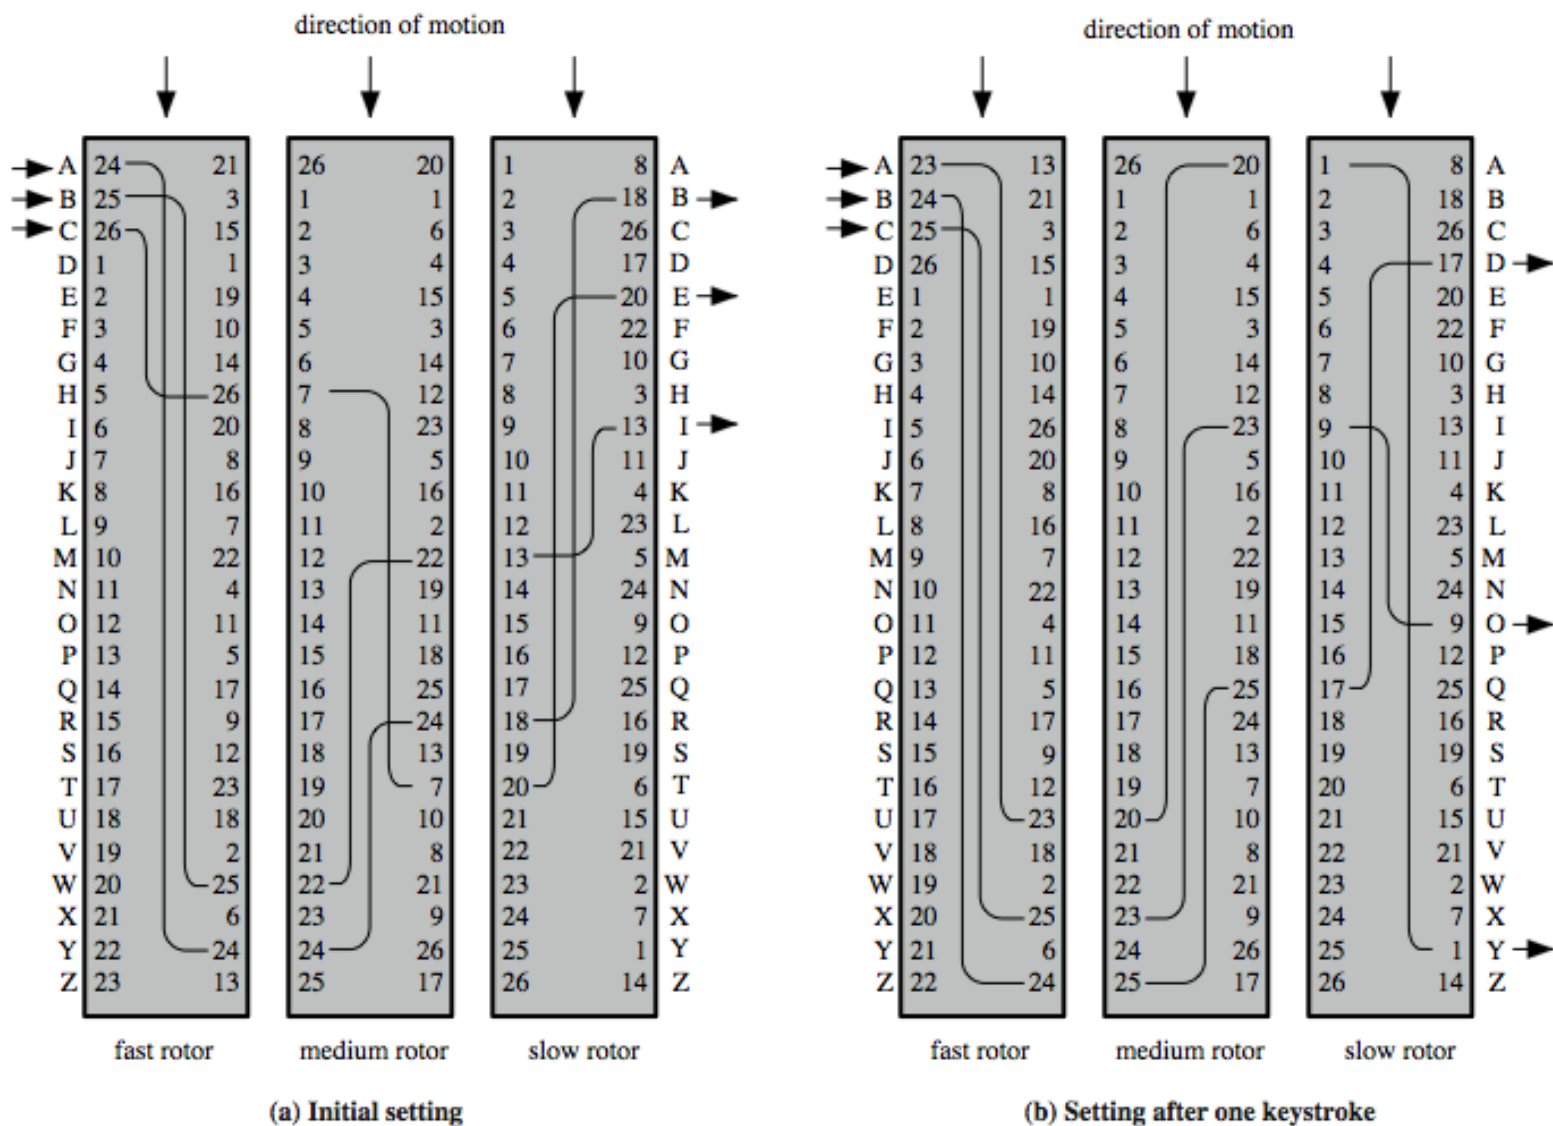 direction of motion direction of motion
A 24 21 26 20 1 8 A A 23 13 26 20 1 8 A
B 25 3 1 1 2 18 B B 24 21 1 1 2 18 B
C 26 15 2 6 3 26 C C 25 3 2 6 3 26 C
D 1 1 3 4 4 17 D D 26 15 3 4 4 17 D
E 2 19 4 15 5 20 E E 1 1 4 15 5 20 E
F 3 10 5 3 6 22 F F 2 19 5 3 6 22 F
G 4 14 6 14 7 10 G G 3 10 6 14 7 10 G
H 5 26 7 12 8 3 H H 4 14 7 12 8 3 H
I 6 20 8 23 9 13 I I 5 26 8 23 9 13 I
J 7 8 9 5 10 11 J J 6 20 9 5 10 11 J
K 8 16 10 16 11 4 K K 7 8 10 16 11 4 K
L 9 7 11 2 12 23 L L 8 16 11 2 12 23 L
M 10 22 12 22 13 5 M M 9 7 12 22 13 5 M
N 11 4 13 19 14 24 N N 10 22 13 19 14 24 N
O 12 11 14 11 15 9 O O 11 4 14 11 15 9 O
P 13 5 15 18 16 12 P P 12 11 15 18 16 12 P
Q 14 17 16 25 17 25 Q Q 13 5 16 25 17 25 Q
R 15 9 17 24 18 16 R R 14 17 17 24 18 16 R
S 16 12 18 13 19 19 S S 15 9 18 13 19 19 S
T 17 23 19 7 20 6 T T 16 12 19 7 20 6 T
U 18 18 20 10 21 15 U U 17 23 20 10 21 15 U
V 19 2 21 8 22 21 V V 18 18 21 8 22 21 V
W 20 25 22 21 23 2 W W 19 2 22 21 23 2 W
X 21 6 23 9 24 7 X X 20 25 23 9 24 7 X
Y 22 24 24 26 25 1 Y Y 21 6 24 26 25 1 Y
Z 23 13 25 17 26 14 Z Z 22 24 25 17 26 14 Z
fast rotor medium rotor slow rotor fast rotor medium rotor slow rotor
(a) Initial setting (b) Setting after one keystroke